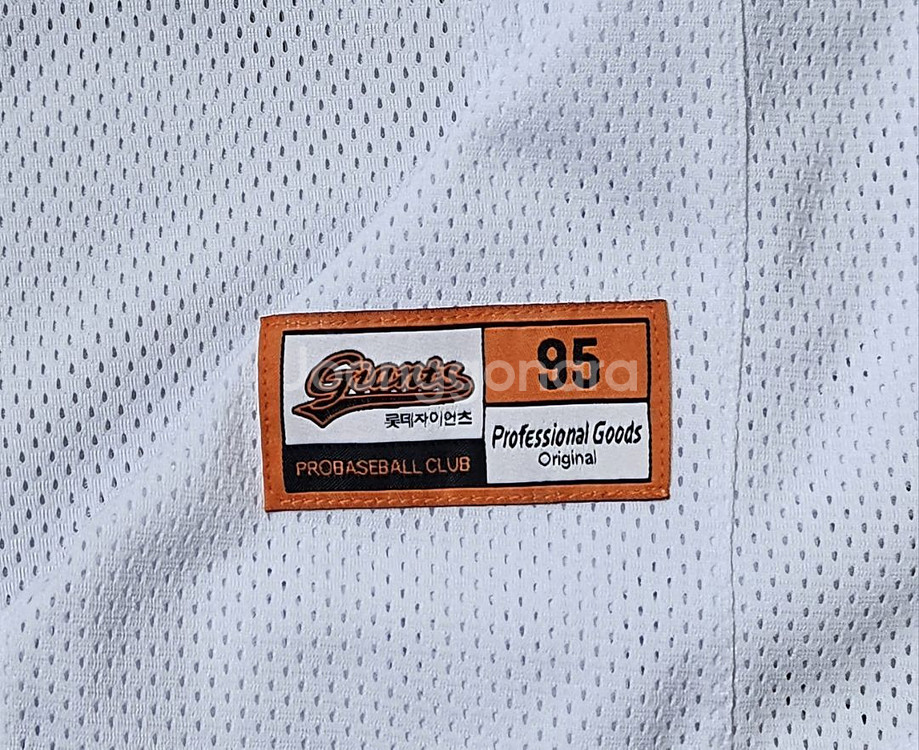 Giants
롯데자이언츠
PROBASEBALL CLUB
95
Professional Goods
Original